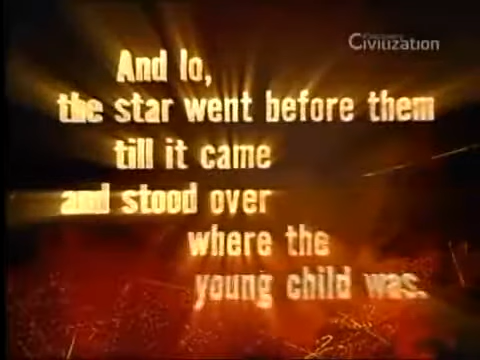 Discovery
Civilization
And lo,
the star went before them
till it came
and stood over
where the
young child was.